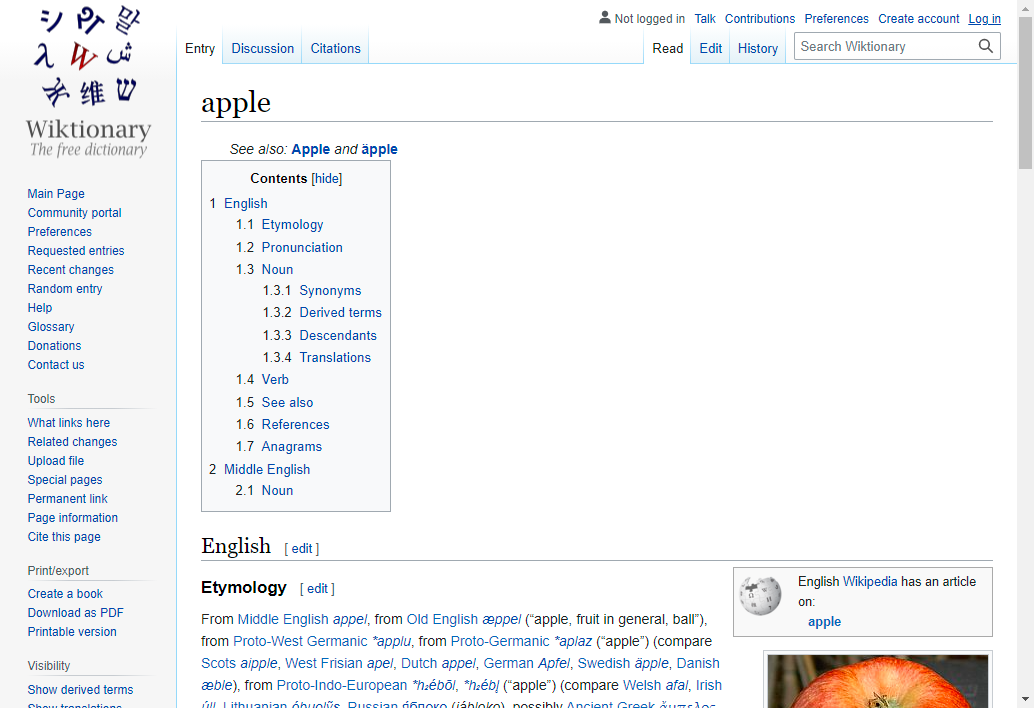 Not logged in Talk Contributions Preferences Create account Log in
Entry Discussion Citations Read Edit History Search Wiktionary
シ ウィ 말
λ W ش
维 ש
Wiktionary
The free dictionary
Main Page
Community portal
Preferences
Requested entries
Recent changes
Random entry
Help
Glossary
Donations
Contact us
Tools
What links here
Related changes
Upload file
Special pages
Permanent link
Page information
Cite this page
Print/export
Create a book
Download as PDF
Printable version
Visibility
Show derived terms
Show translations
apple
See also: Apple and äpple
Contents [hide]
1 English
1.1 Etymology
1.2 Pronunciation
1.3 Noun
1.3.1 Synonyms
1.3.2 Derived terms
1.3.3 Descendants
1.3.4 Translations
1.4 Verb
1.5 See also
1.6 References
1.7 Anagrams
2 Middle English
2.1 Noun
English [ edit ]
Etymology [ edit ]
From Middle English appel, from Old English æppel (“apple, fruit in general, ball”),
from Proto-West Germanic *applu, from Proto-Germanic *aplaz (“apple”) (compare
Scots aipple, West Frisian apel, Dutch appel, German Apfel, Swedish äpple, Danish
æble), from Proto-Indo-European *h₂ébōl, *h₂ébl̥ (“apple”) (compare Welsh afal, Irish
úll, Lithuanian óbuolỹs, Russian я́блоко (jábloko), possibly Ancient Greek
English Wikipedia has an article
on:
apple